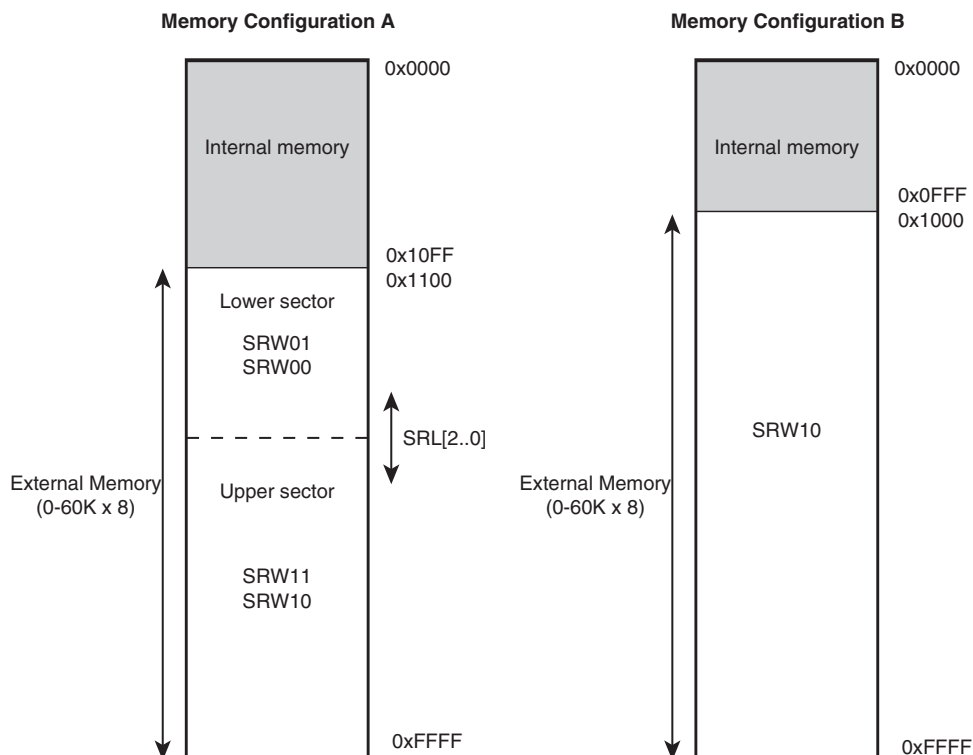 Memory Configuration A
0x0000
Internal memory
0x10FF
0x1100
Lower sector
SRW01
SRW00
SRL[2..0]
External Memory
(0-60K x 8)
Upper sector
SRW11
SRW10
0xFFFF
Memory Configuration B
0x0000
Internal memory
0x0FFF
0x1000
SRW10
External Memory
(0-60K x 8)
0xFFFF